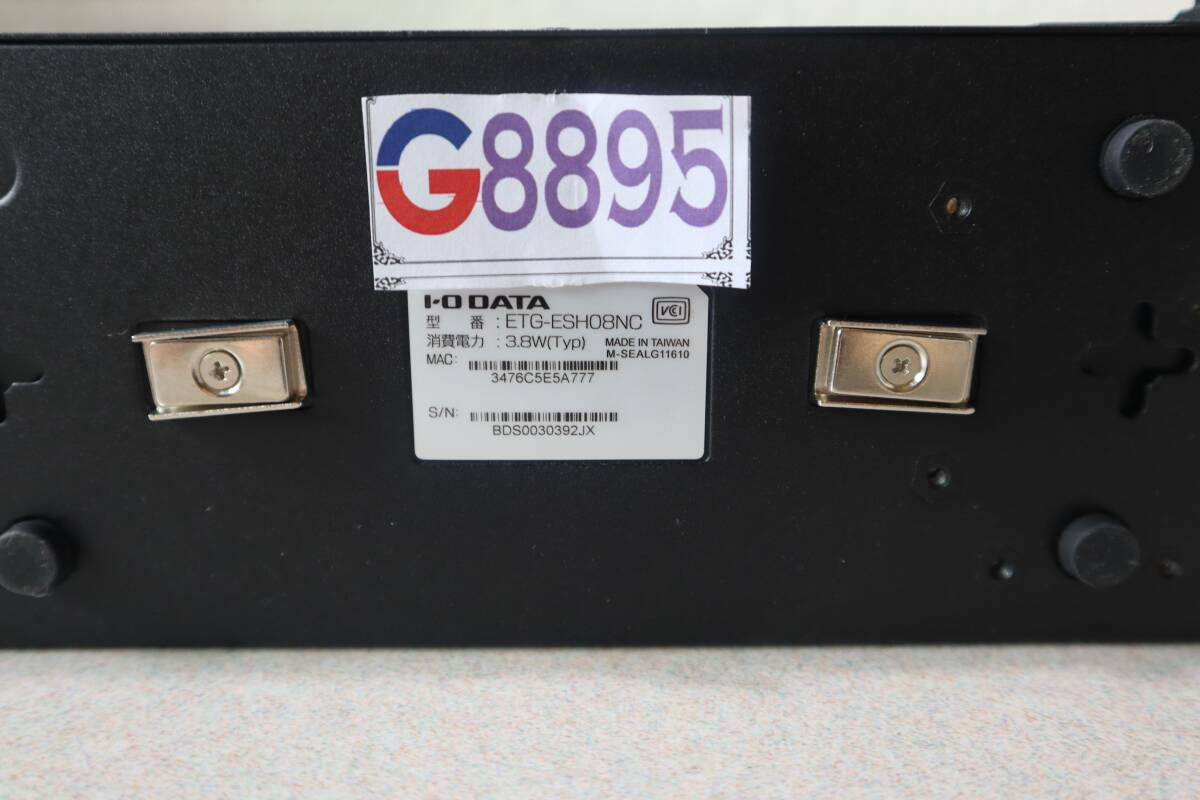 G8895
I-O DATA
型 番 : ETG-ESH08NC
VCCI
消費電力 : 3.8W(Typ) MADE IN TAIWAN
M-SEALG11610
MAC:
3476C5E5A777
S/N:
BDS0030392JX